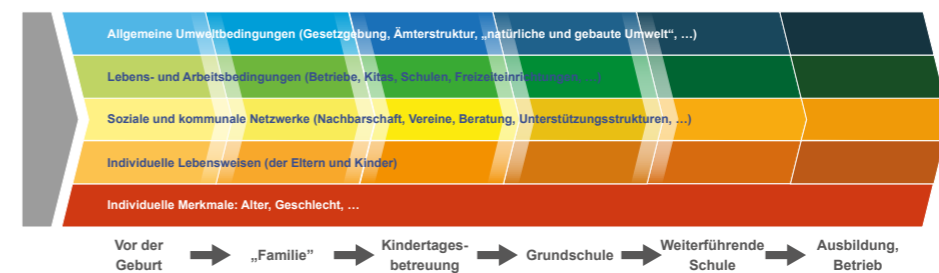 Allgemeine Umweltbedingungen (Gesetzgebung, Ämterstruktur, „natürliche und gebaute Umwelt“, …)
Lebens- und Arbeitsbedingungen (Betriebe, Kitas, Schulen, Freizeiteinrichtungen, …)
Soziale und kommunale Netzwerke (Nachbarschaft, Vereine, Beratung, Unterstützungsstrukturen, …)
Individuelle Lebensweisen (der Eltern und Kinder)
Individuelle Merkmale: Alter, Geschlecht, …
Vor der
Geburt
„Familie”
Kindertages-
betreuung
Grundschule
Weiterführende
Schule
Ausbildung,
Betrieb